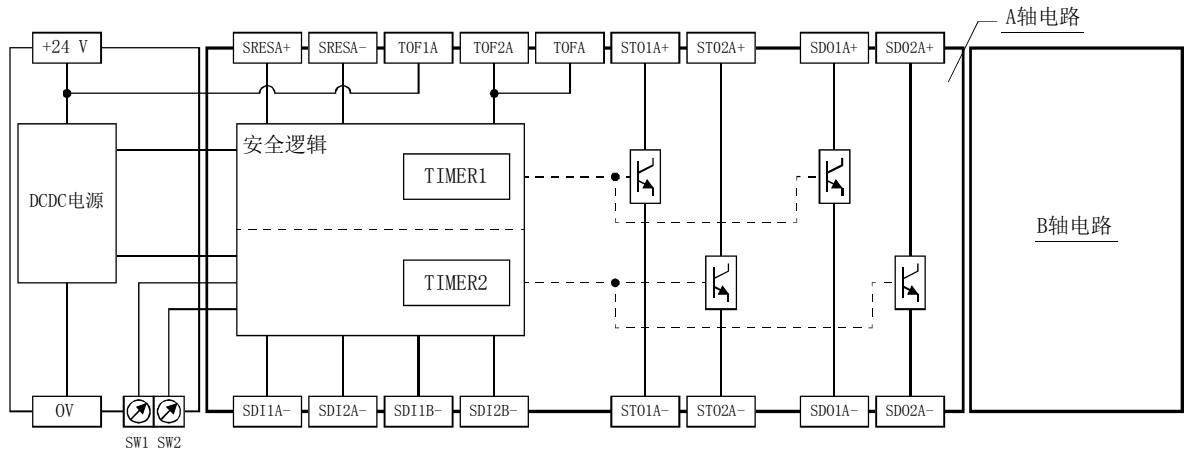 A轴电路
+24 V
SRESA+
SRESA-
TOF1A
TOF2A
TOFA
STO1A+
STO2A+
SDO1A+
SDO2A+
安全逻辑
TIMER1
DCDC电源
B轴电路
TIMER2
0V
SDI1A-
SDI2A-
SDI1B-
SDI2B-
STO1A-
STO2A-
SDO1A-
SDO2A-
SW1
SW2